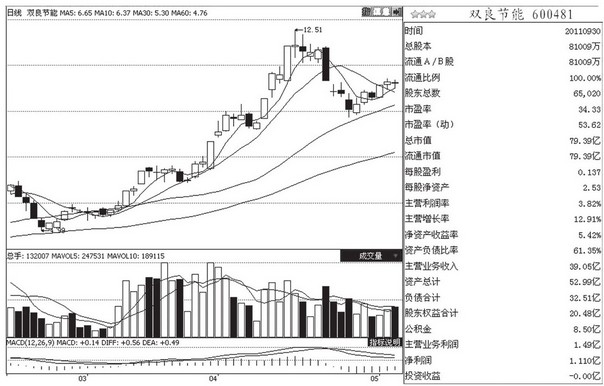 日线 双良节能 MA5: 6.65 MA10: 6.37 MA30: 5.30 MA60: 4.76
12.51
总手: 132007 MAVOL5: 247531 MAVOL10: 189115
成交量
MACD(12,26,9) MACD: +0.14 DIFF: +0.56 DEA: +0.49
指标说明
03 04 05
双良节能 600481
时间 20110930
总股本 81009万
流通A/B股 81009万
流通比例 100.00%
股东总数 65,020
市盈率 34.33
市盈率(动) 53.62
总市值 79.39亿
流通市值 79.39亿
每股盈利 0.137
每股净资产 2.53
主营利润率 3.82%
主营增长率 12.91%
净资产收益率 5.42%
资产负债比率 61.35%
主营业务收入 39.05亿
资产总计 52.99亿
负债合计 32.51亿
股东权益合计 20.48亿
公积金 8.50亿
主营业务利润 1.49亿
净利润 1.110亿
投资收益 -0.00亿